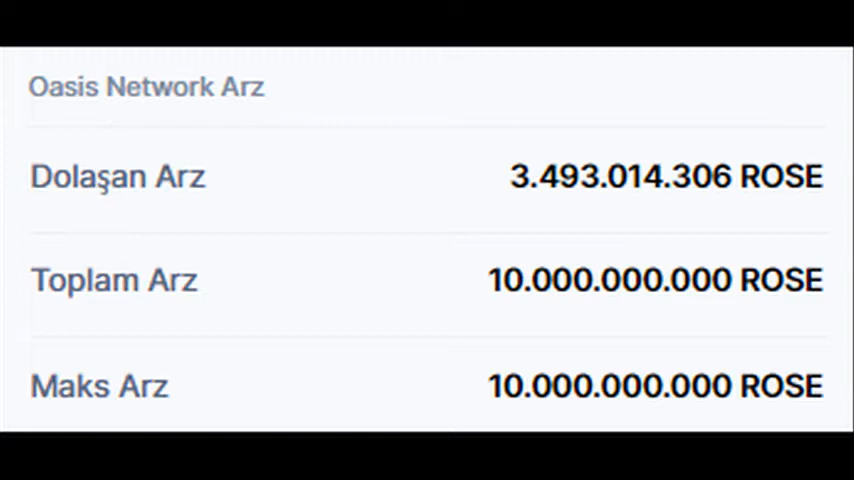 Oasis Network Arz
Dolaşan Arz 3.493.014.306 ROSE
Toplam Arz 10.000.000.000 ROSE
Maks Arz 10.000.000.000 ROSE